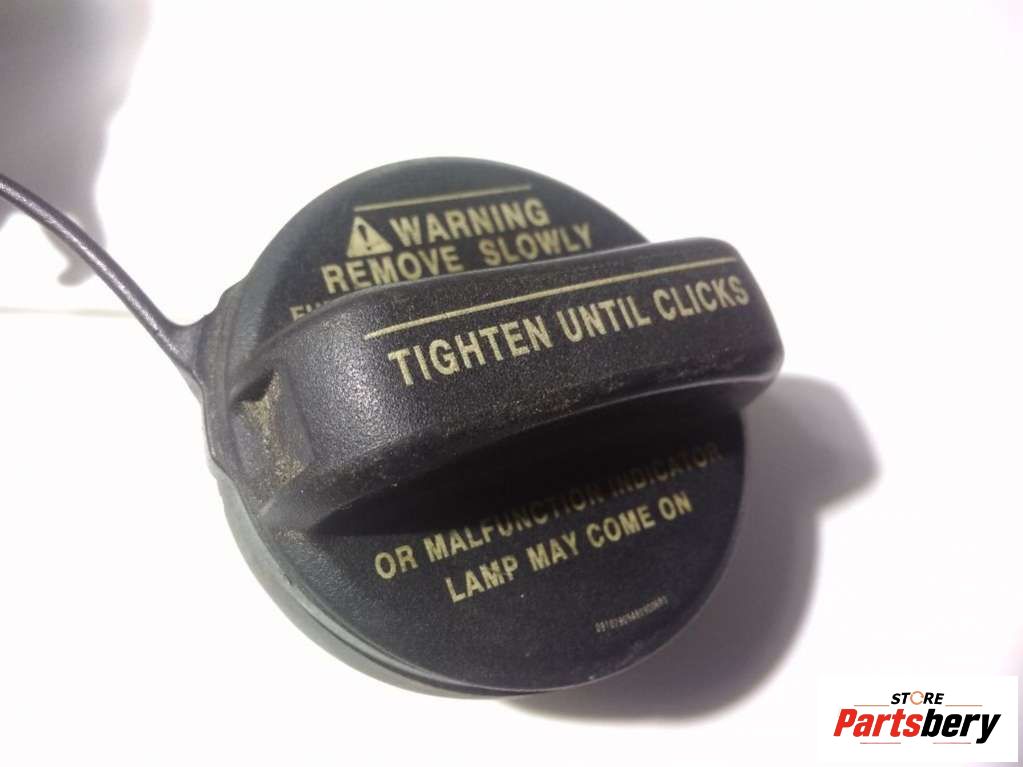 WARNING
REMOVE SLOWLY
TIGHTEN UNTIL CLICKS
OR MALFUNCTION INDICATOR
LAMP MAY COME ON
STORE
Partsbery